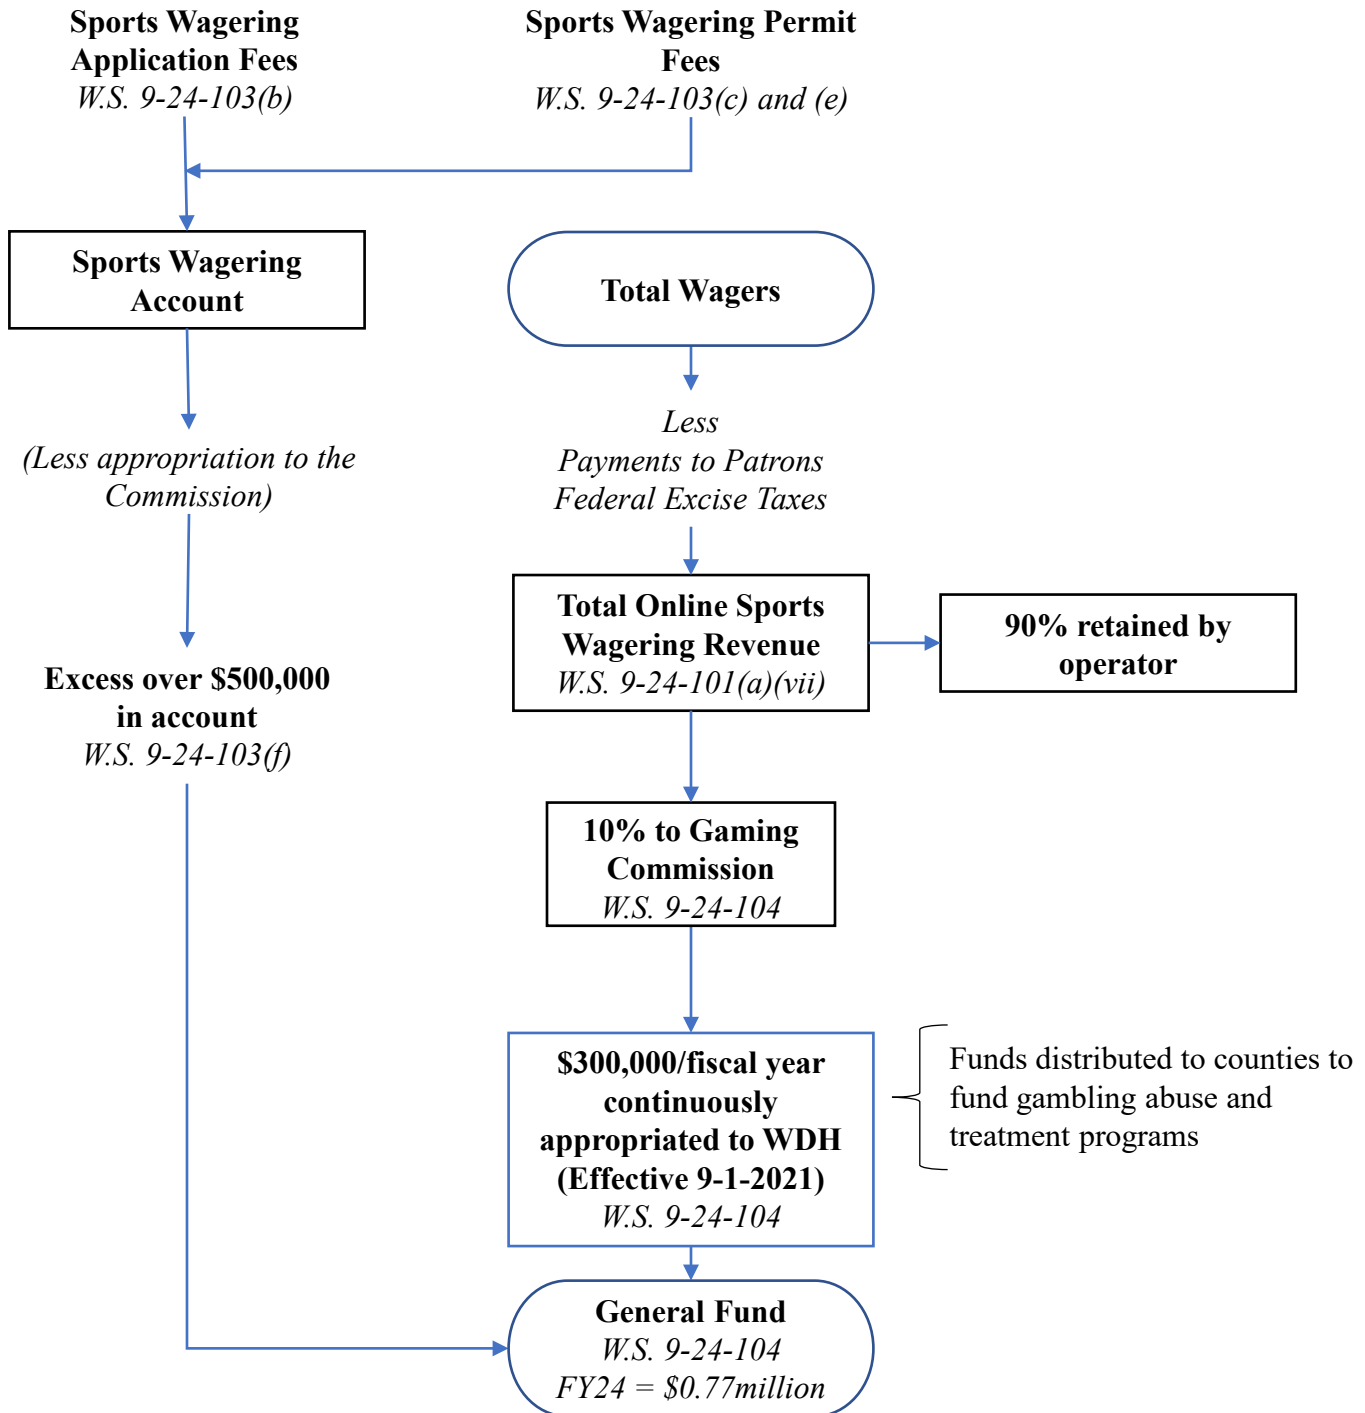 Sports Wagering
Application Fees
W.S. 9-24-103(b)
Sports Wagering Permit
Fees
W.S. 9-24-103(c) and (e)
Sports Wagering
Account
Total Wagers
(Less appropriation to the
Commission)
Less
Payments to Patrons
Federal Excise Taxes
Total Online Sports
Wagering Revenue
W.S. 9-24-101(a)(vii)
90% retained by
operator
Excess over $500,000
in account
W.S. 9-24-103(f)
10% to Gaming
Commission
W.S. 9-24-104
$300,000/fiscal year
continuously
appropriated to WDH
(Effective 9-1-2021)
W.S. 9-24-104
Funds distributed to counties to
fund gambling abuse and
treatment programs
General Fund
W.S. 9-24-104
FY24 = $0.77million